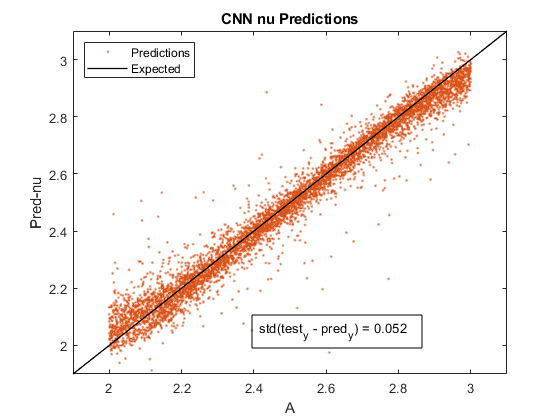 CNN nu Predictions
Predictions
Expected
3
2.8
2.6
2.4
2.2
2
Pred-nu
std(test_y - pred_y) = 0.052
2 2.2 2.4 2.6 2.8 3
A